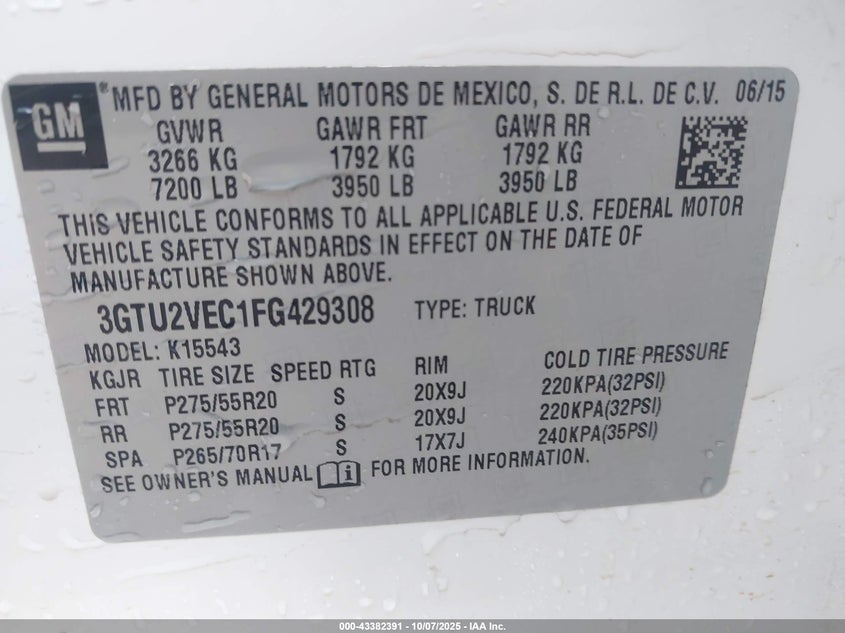 GM ® MFD BY GENERAL MOTORS DE MEXICO, S. DE R.L. DE C.V. 06/15
GVWR GAWR FRT GAWR RR
3266 KG 1792 KG 1792 KG
7200 LB 3950 LB 3950 LB
THIS VEHICLE CONFORMS TO ALL APPLICABLE U.S. FEDERAL MOTOR
VEHICLE SAFETY STANDARDS IN EFFECT ON THE DATE OF
MANUFACTURE SHOWN ABOVE.
3GTU2VEC1FG429308 TYPE: TRUCK
MODEL: K15543
KGJR TIRE SIZE SPEED RTG RIM COLD TIRE PRESSURE
FRT P275/55R20 S 20X9J 220KPA(32PSI)
RR P275/55R20 S 20X9J 220KPA(32PSI)
SPA P265/70R17 S 17X7J 240KPA(35PSI)
SEE OWNER'S MANUAL i FOR MORE INFORMATION.
000-43382391 - 10/07/2025 - IAA Inc.